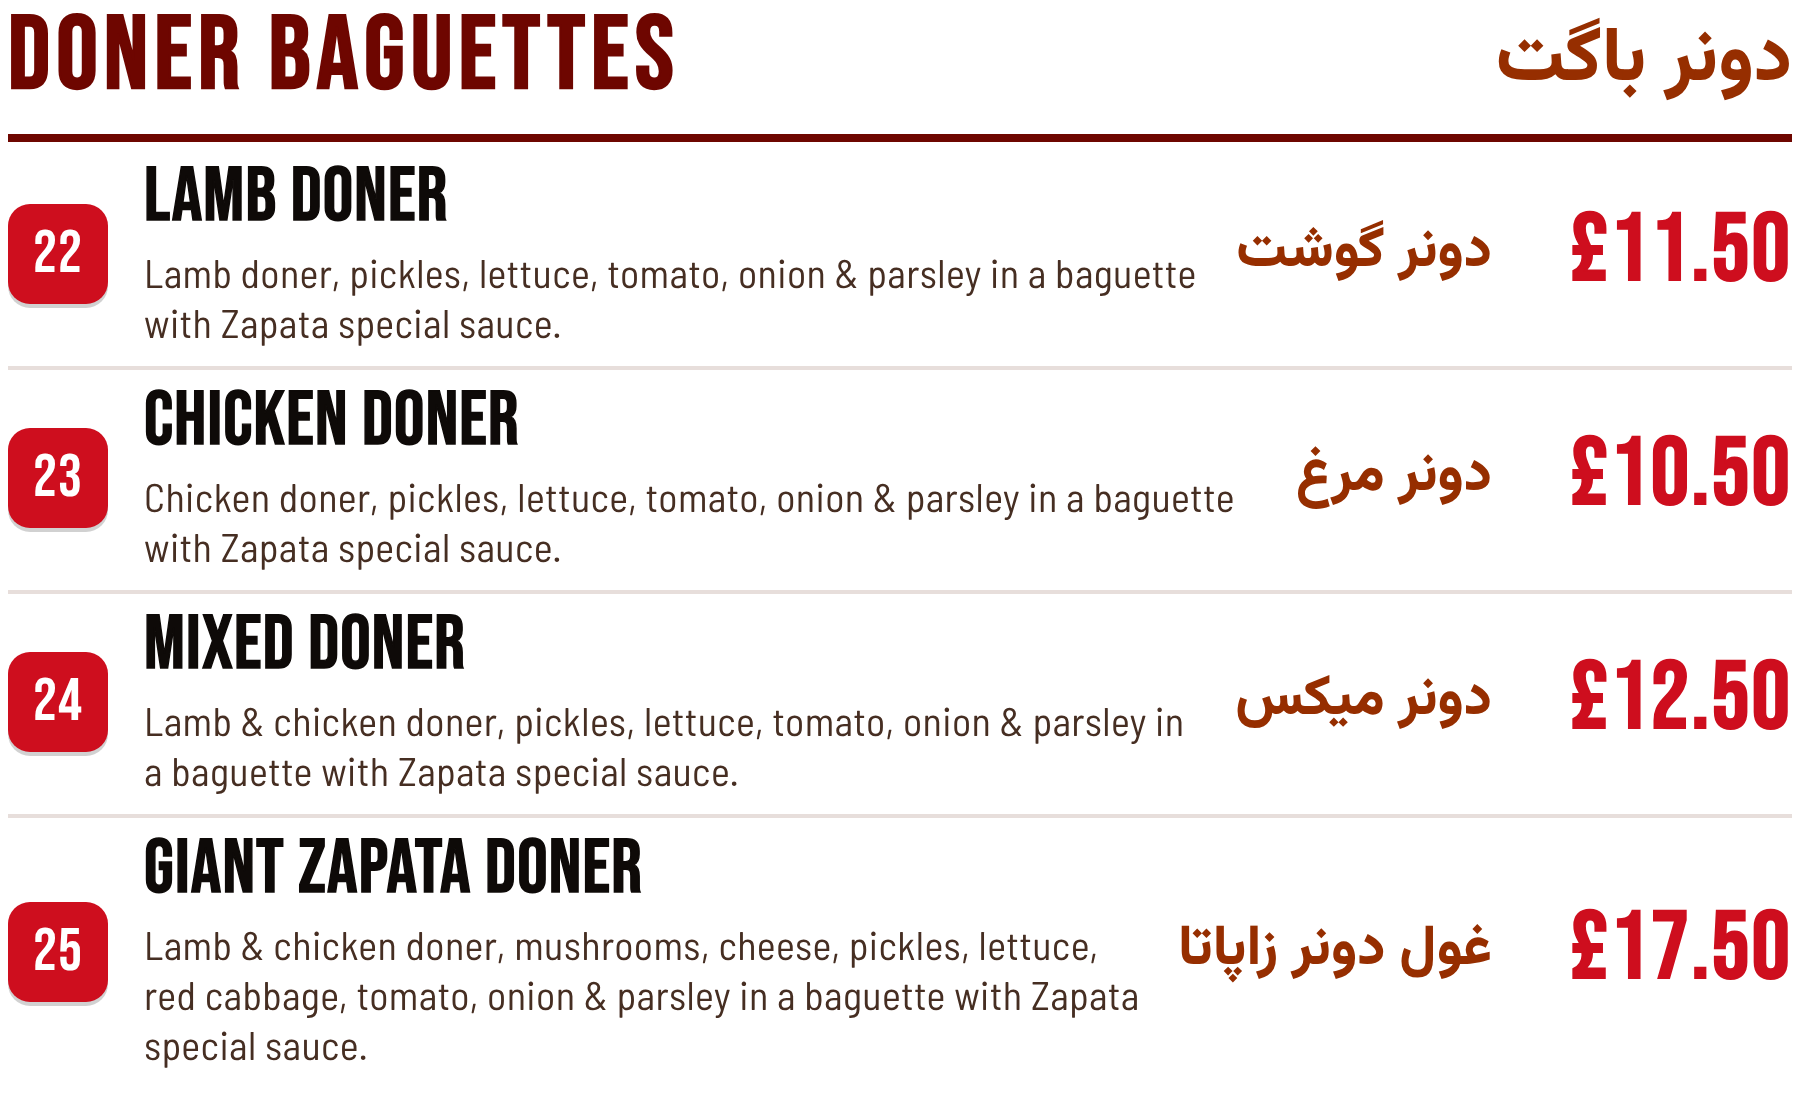 DONER BAGUETTES دونر باگت
LAMB DONER
22 دونر گوشت £11.50
Lamb doner, pickles, lettuce, tomato, onion & parsley in a baguette
with Zapata special sauce.
CHICKEN DONER
23 دونر مرغ £10.50
Chicken doner, pickles, lettuce, tomato, onion & parsley in a baguette
with Zapata special sauce.
MIXED DONER
24 دونر میکس £12.50
Lamb & chicken doner, pickles, lettuce, tomato, onion & parsley in
a baguette with Zapata special sauce.
GIANT ZAPATA DONER
25 غول دونر زاپاتا £17.50
Lamb & chicken doner, mushrooms, cheese, pickles, lettuce,
red cabbage, tomato, onion & parsley in a baguette with Zapata
special sauce.